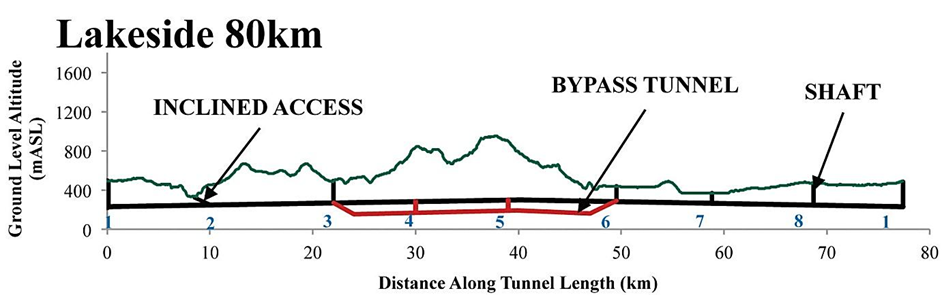 Lakeside 80km
Ground Level Altitude
(mASL)
1600
1200
800
400
0
INCLINED ACCESS
BYPASS TUNNEL
SHAFT
1 2 3 4 5 6 7 8 1
0 10 20 30 40 50 60 70 80
Distance Along Tunnel Length (km)